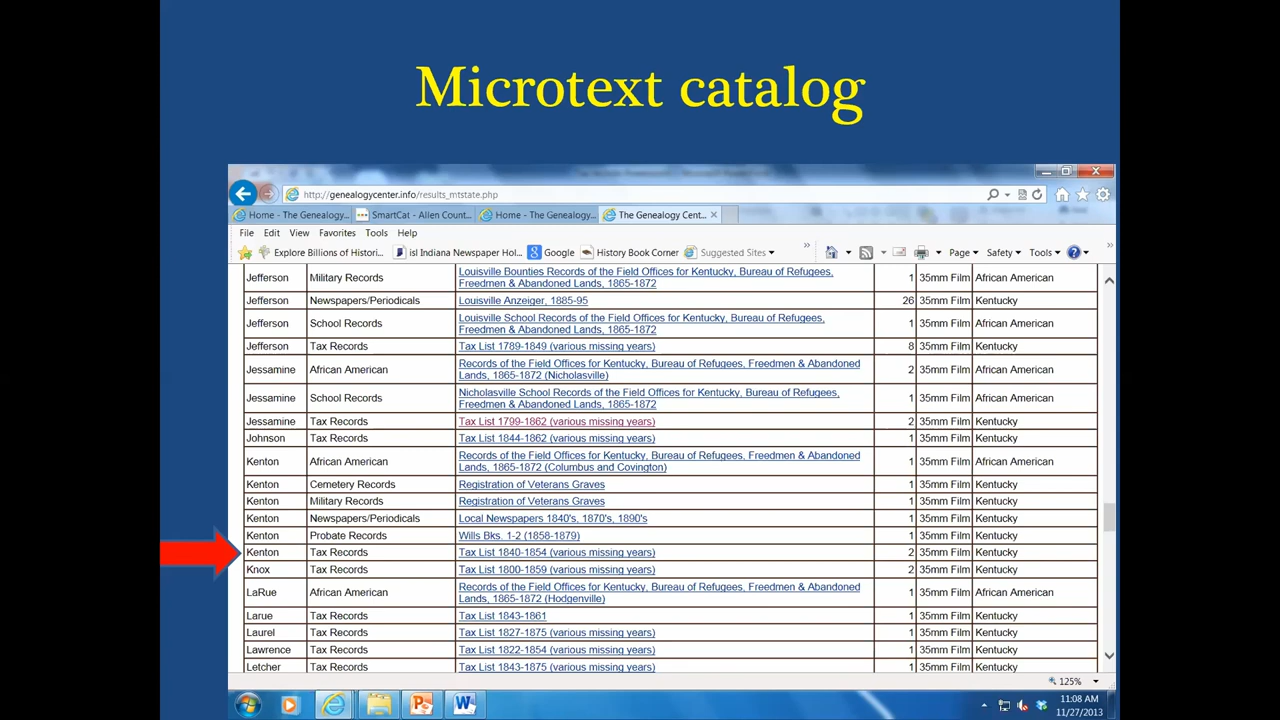 Microtext catalog
http://genealogycenter.info/results_mtstate.php
Home - The Genealogy... SmartCat - Allen Count... Home - The Genealogy... The Genealogy Cent...
File Edit View Favorites Tools Help
Explore Billions of Histori... isl Indiana Newspaper Hol... Google History Book Corner Suggested Sites Page Safety Tools
Jefferson Military Records Louisville Bounties Records of the Field Offices for Kentucky, Bureau of Refugees, 1 35mm Film African American
Freedmen & Abandoned Lands, 1865-1872
Jefferson Newspapers/Periodicals Louisville Anzeiger, 1885-95 26 35mm Film Kentucky
Jefferson School Records Louisville School Records of the Field Offices for Kentucky, Bureau of Refugees, 1 35mm Film African American
Freedmen & Abandoned Lands, 1865-1872
Jefferson Tax Records Tax List 1789-1849 (various missing years) 8 35mm Film Kentucky
Jessamine African American Records of the Field Offices for Kentucky, Bureau of Refugees, Freedmen & Abandoned 2 35mm Film African American
Lands, 1865-1872 (Nicholasville)
Jessamine School Records Nicholasville School Records of the Field Offices for Kentucky, Bureau of Refugees, 1 35mm Film African American
Freedmen & Abandoned Lands, 1865-1872
Jessamine Tax Records Tax List 1799-1862 (various missing years) 2 35mm Film Kentucky
Johnson Tax Records Tax List 1844-1862 (various missing years) 1 35mm Film Kentucky
Kenton African American Records of the Field Offices for Kentucky, Bureau of Refugees, Freedmen & Abandoned 1 35mm Film African American
Lands, 1865-1872 (Columbus and Covington)
Kenton Cemetery Records Registration of Veterans Graves 1 35mm Film Kentucky
Kenton Military Records Registration of Veterans Graves 1 35mm Film Kentucky
Kenton Newspapers/Periodicals Local Newspapers 1840's, 1870's, 1890's 1 35mm Film Kentucky
Kenton Probate Records Wills Bks. 1-2 (1858-1879) 1 35mm Film Kentucky
Kenton Tax Records Tax List 1840-1854 (various missing years) 2 35mm Film Kentucky
Knox Tax Records Tax List 1800-1859 (various missing years) 2 35mm Film Kentucky
LaRue African American Records of the Field Offices for Kentucky, Bureau of Refugees, Freedmen & Abandoned 1 35mm Film African American
Lands, 1865-1872 (Hodgenville)
Larue Tax Records Tax List 1843-1861 1 35mm Film Kentucky
Laurel Tax Records Tax List 1827-1875 (various missing years) 1 35mm Film Kentucky
Lawrence Tax Records Tax List 1822-1854 (various missing years) 1 35mm Film Kentucky
Letcher Tax Records Tax List 1843-1875 (various missing years) 1 35mm Film Kentucky
125%
11:08 AM
11/27/2013